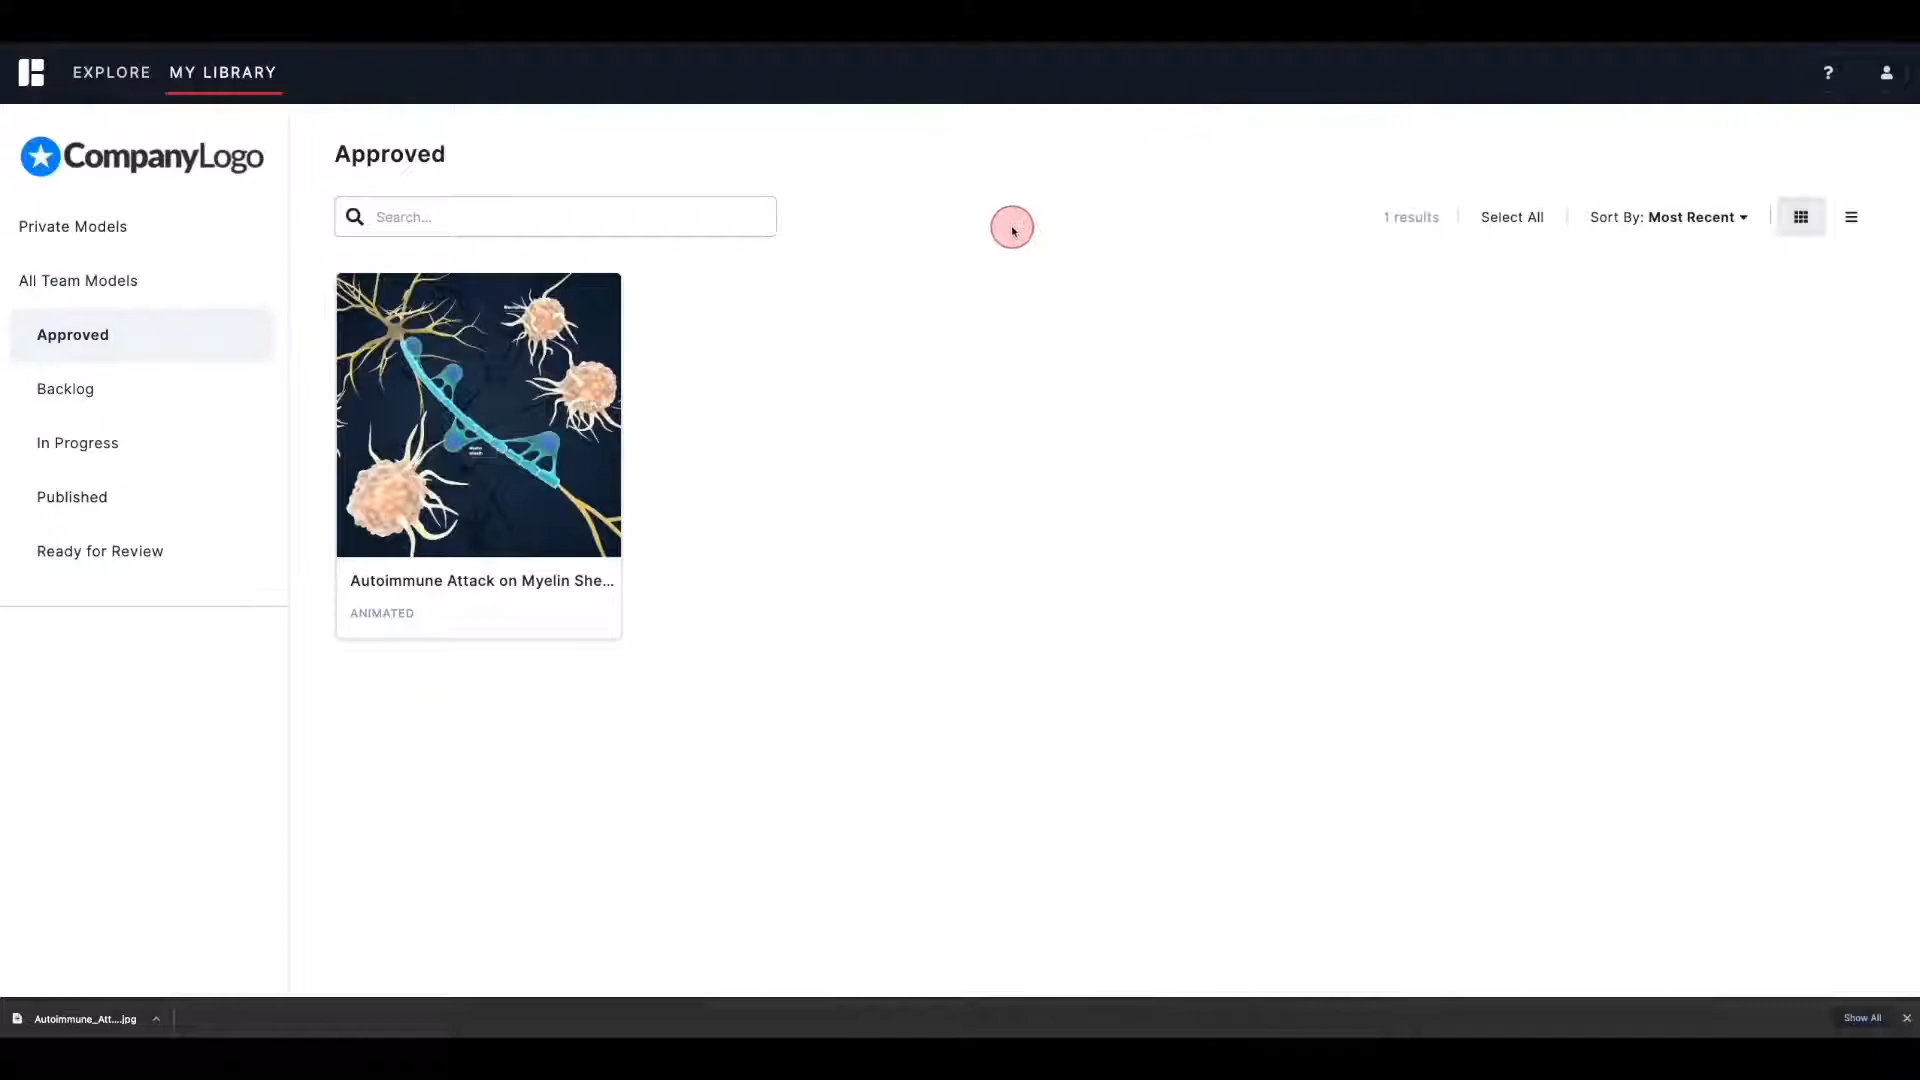 EXPLORE MY LIBRARY ?
CompanyLogo
Private Models
All Team Models
Approved
Backlog
In Progress
Published
Ready for Review
Approved
Search...
1 results Select All Sort By: Most Recent
Autoimmune Attack on Myelin She...
ANIMATED
Autoimmune_Att....jpg
Show All